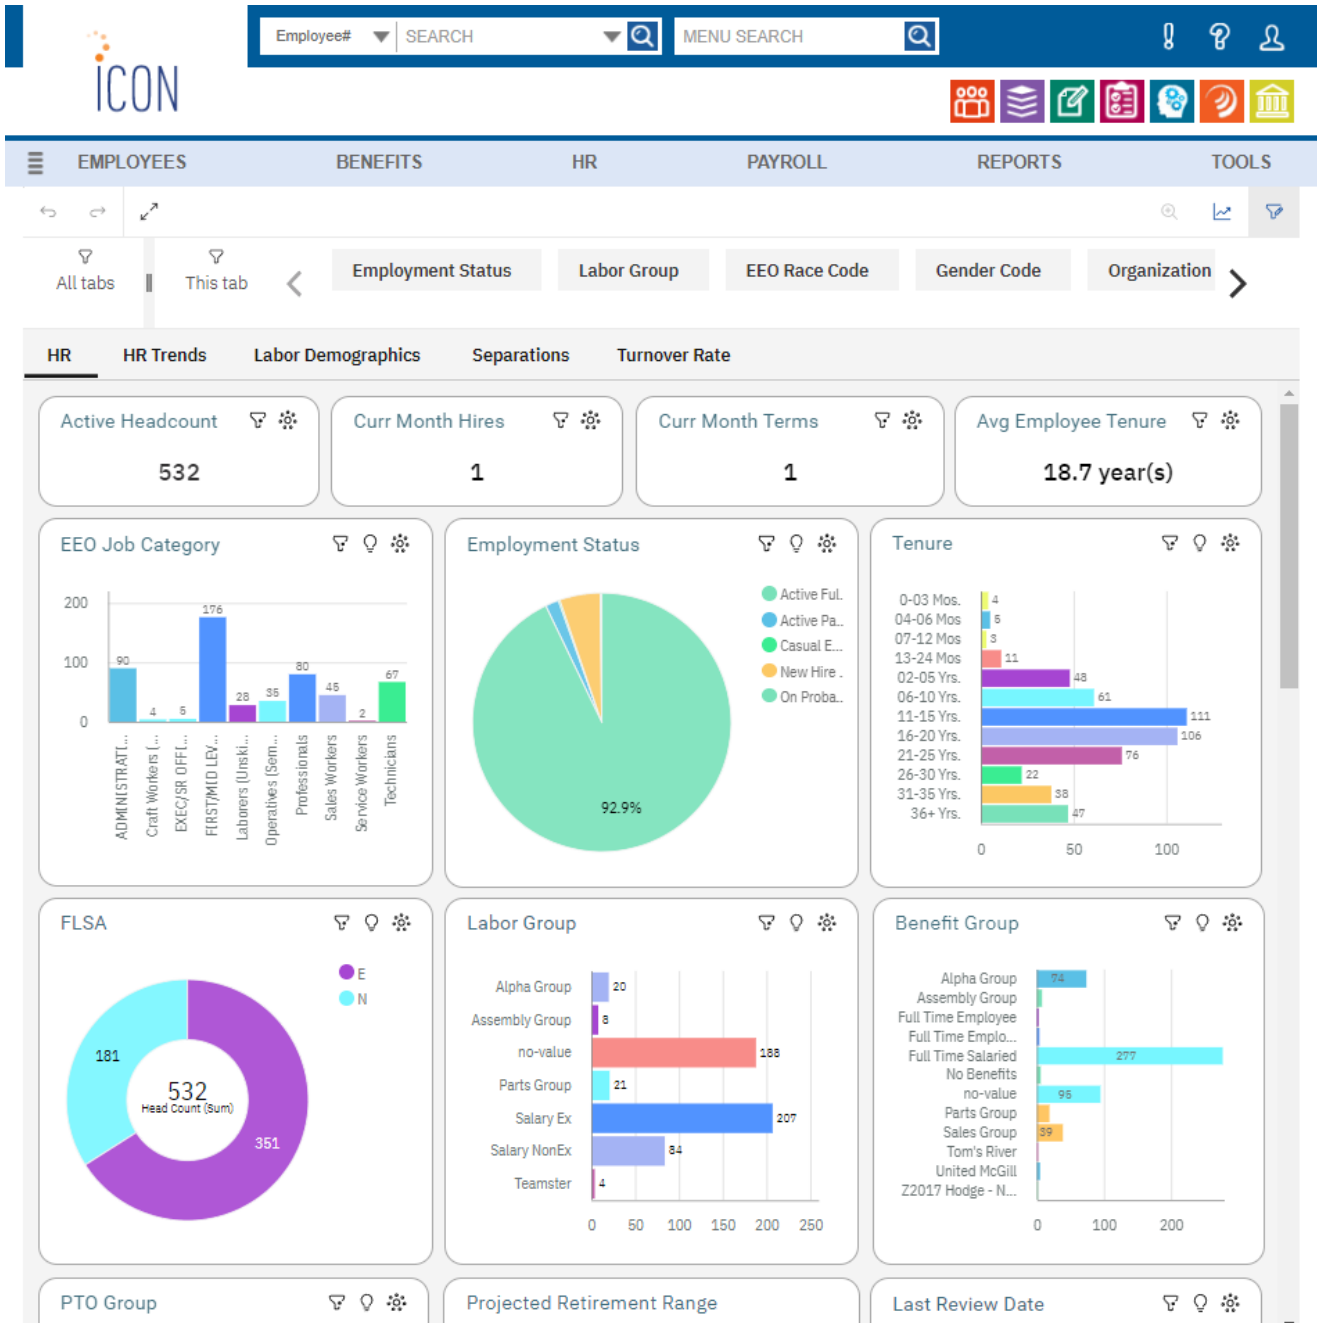 Employee#
SEARCH
MENU SEARCH
iCON
EMPLOYEES
BENEFITS
HR
PAYROLL
REPORTS
TOOLS
All tabs
This tab
Employment Status
Labor Group
EEO Race Code
Gender Code
Organization
HR
HR Trends
Labor Demographics
Separations
Turnover Rate
Active Headcount
532
Curr Month Hires
1
Curr Month Terms
1
Avg Employee Tenure
18.7 year(s)
EEO Job Category
200
100
0
90
4
5
176
28
35
80
45
2
67
ADMINISTRATI...
Craft Workers (...
EXEC/SR OFFI...
FIRST/MID LEV...
Laborers (Unski...
Operatives (Sem...
Professionals
Sales Workers
Service Workers
Technicians
Employment Status
92.9%
Active Ful.
Active Pa..
Casual E...
New Hire .
On Proba..
Tenure
0-03 Mos. 4
04-06 Mos 5
07-12 Mos 3
13-24 Mos 11
02-05 Yrs. 48
06-10 Yrs. 61
11-15 Yrs. 111
16-20 Yrs. 106
21-25 Yrs. 76
26-30 Yrs. 22
31-35 Yrs. 38
36+ Yrs. 47
0 50 100
FLSA
E
N
181
532
Head Count (Sum)
351
Labor Group
Alpha Group 20
Assembly Group 8
no-value 188
Parts Group 21
Salary Ex 207
Salary NonEx 84
Teamster 4
0 50 100 150 200 250
Benefit Group
Alpha Group 74
Assembly Group
Full Time Employee
Full Time Emplo...
Full Time Salaried 277
No Benefits
no-value 95
Parts Group
Sales Group 39
Tom's River
United McGill
Z2017 Hodge - N...
0 100 200
PTO Group
Projected Retirement Range
Last Review Date